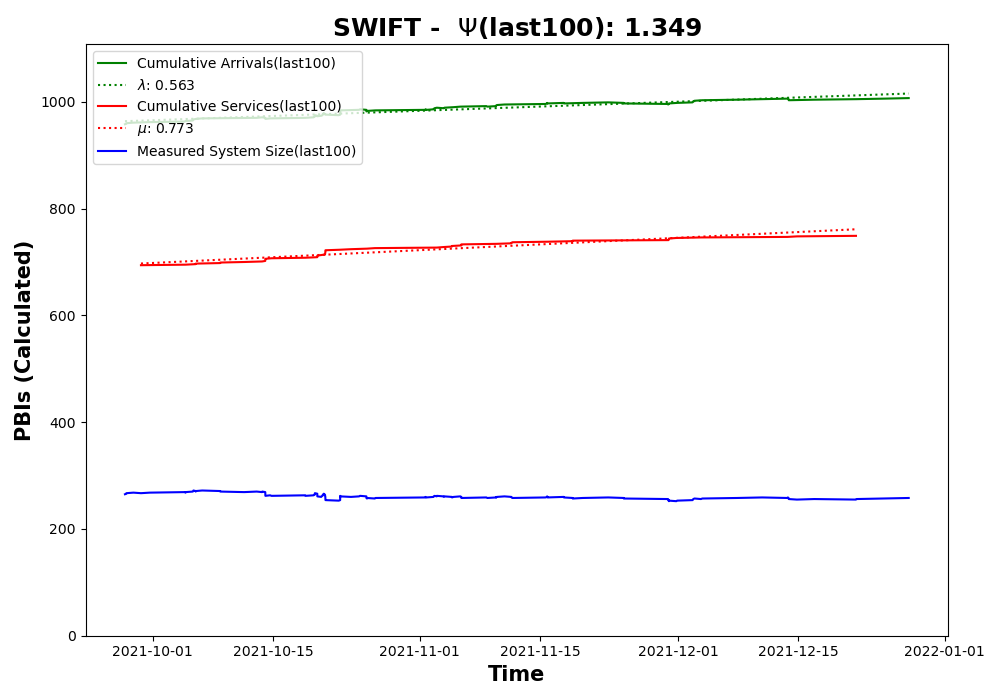 SWIFT - Ψ(last100): 1.349
Cumulative Arrivals(last100)
λ: 0.563
Cumulative Services(last100)
μ: 0.773
Measured System Size(last100)
1000
800
600
400
200
0
PBIs (Calculated)
2021-10-01 2021-10-15 2021-11-01 2021-11-15 2021-12-01 2021-12-15 2022-01-01
Time